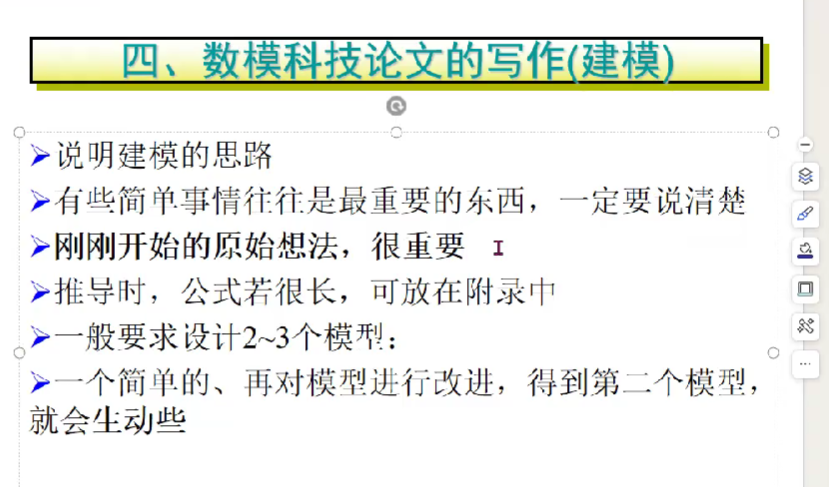 四、数模科技论文的写作(建模)
➢说明建模的思路
➢有些简单事情往往是最重要的东西，一定要说清楚
➢刚刚开始的原始想法，很重要
➢推导时，公式若很长，可放在附录中
➢一般要求设计2~3个模型：
➢一个简单的、再对模型进行改进，得到第二个模型，
就会生动些